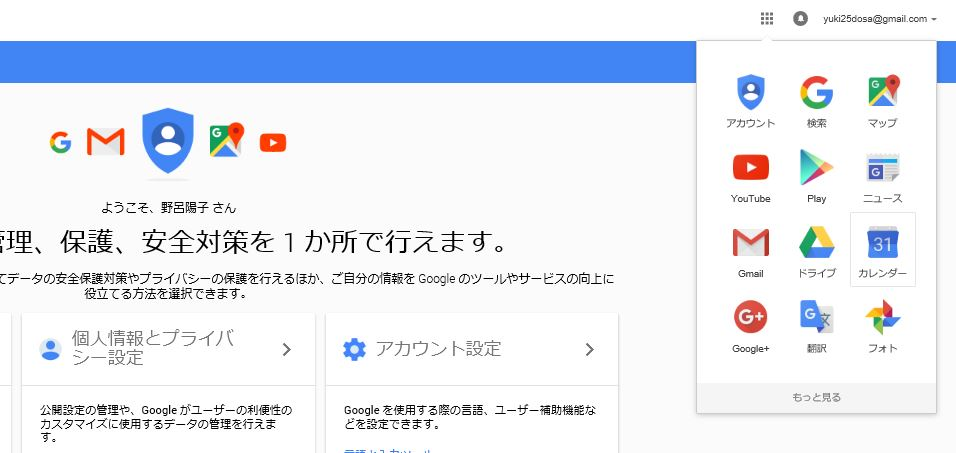 yuki25dosa@gmail.com
アカウント
検索
マップ
YouTube
Play
ニュース
Gmail
ドライブ
31
カレンダー
Google+
翻訳
フォト
もっと見る
ようこそ、野呂陽子 さん
管理、保護、安全対策を 1 か所で行えます。
てデータの安全保護対策やプライバシーの保護を行えるほか、ご自分の情報を Google のツールやサービスの向上に
役立てる方法を選択できます。
個人情報とプライバ
シー設定
公開設定の管理や、Google がユーザーの利便性の
カスタマイズに使用するデータの管理を行えま
す。
アカウント設定
Google を使用する際の言語、ユーザー補助機能な
どを設定できます。
言語と入力ツール